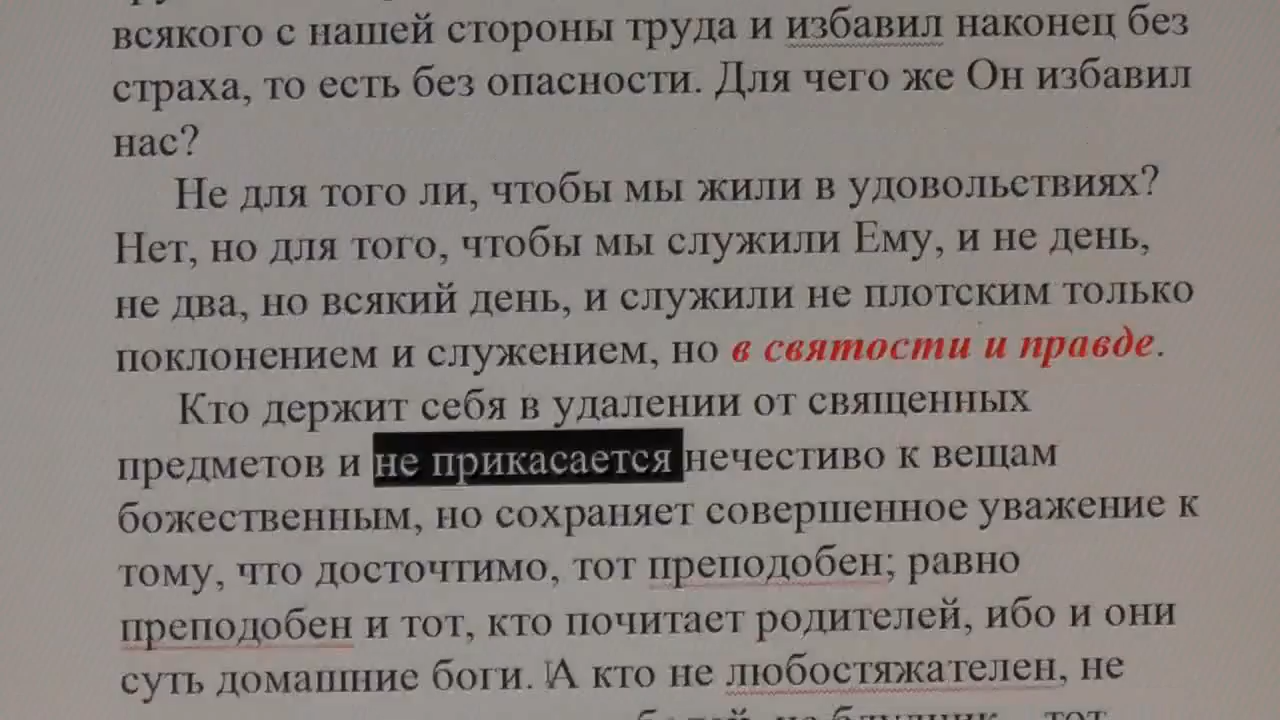 всякого с нашей стороны труда и избавил наконец без
страха, то есть без опасности. Для чего же Он избавил
нас?
Не для того ли, чтобы мы жили в удовольствиях?
Нет, но для того, чтобы мы служили Ему, и не день,
не два, но всякий день, и служили не плотским только
поклонением и служением, но в святости и правде.
Кто держит себя в удалении от священных
предметов и не прикасается нечестиво к вещам
божественным, но сохраняет совершенное уважение к
тому, что досточтимо, тот преподобен; равно
преподобен и тот, кто почитает родителей, ибо и они
суть домашние боги. А кто не любостяжателен, не